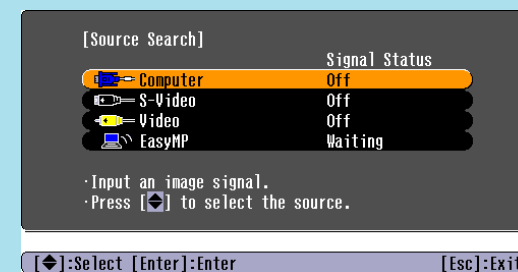 [Source Search]
Signal Status
Computer Off
S-Video Off
Video Off
EasyMP Waiting
·Input an image signal.
·Press [◆] to select the source.
[◆]:Select [Enter]:Enter [Esc]:Exit